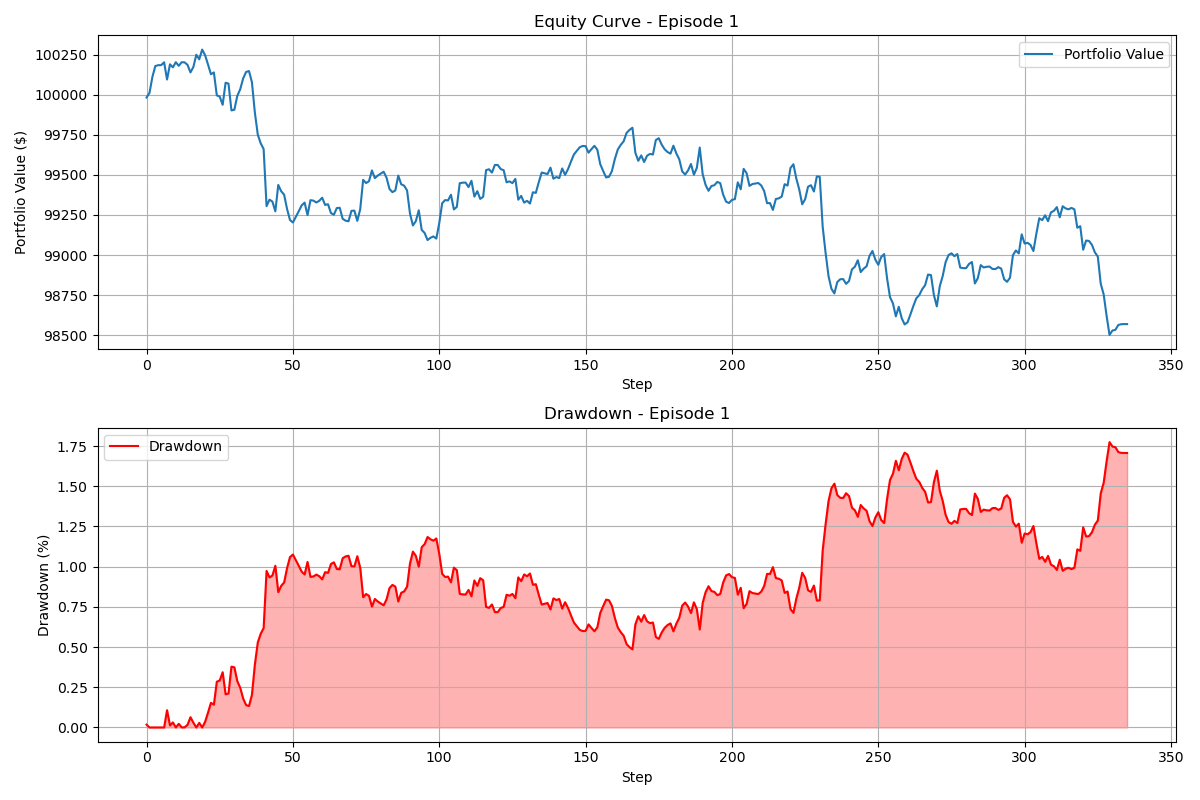 Equity Curve - Episode 1
Portfolio Value ($)
100250
100000
99750
99500
99250
99000
98750
98500
Portfolio Value
0 50 100 150 200 250 300 350
Step
Drawdown - Episode 1
Drawdown (%)
1.75
1.50
1.25
1.00
0.75
0.50
0.25
0.00
Drawdown
0 50 100 150 200 250 300 350
Step